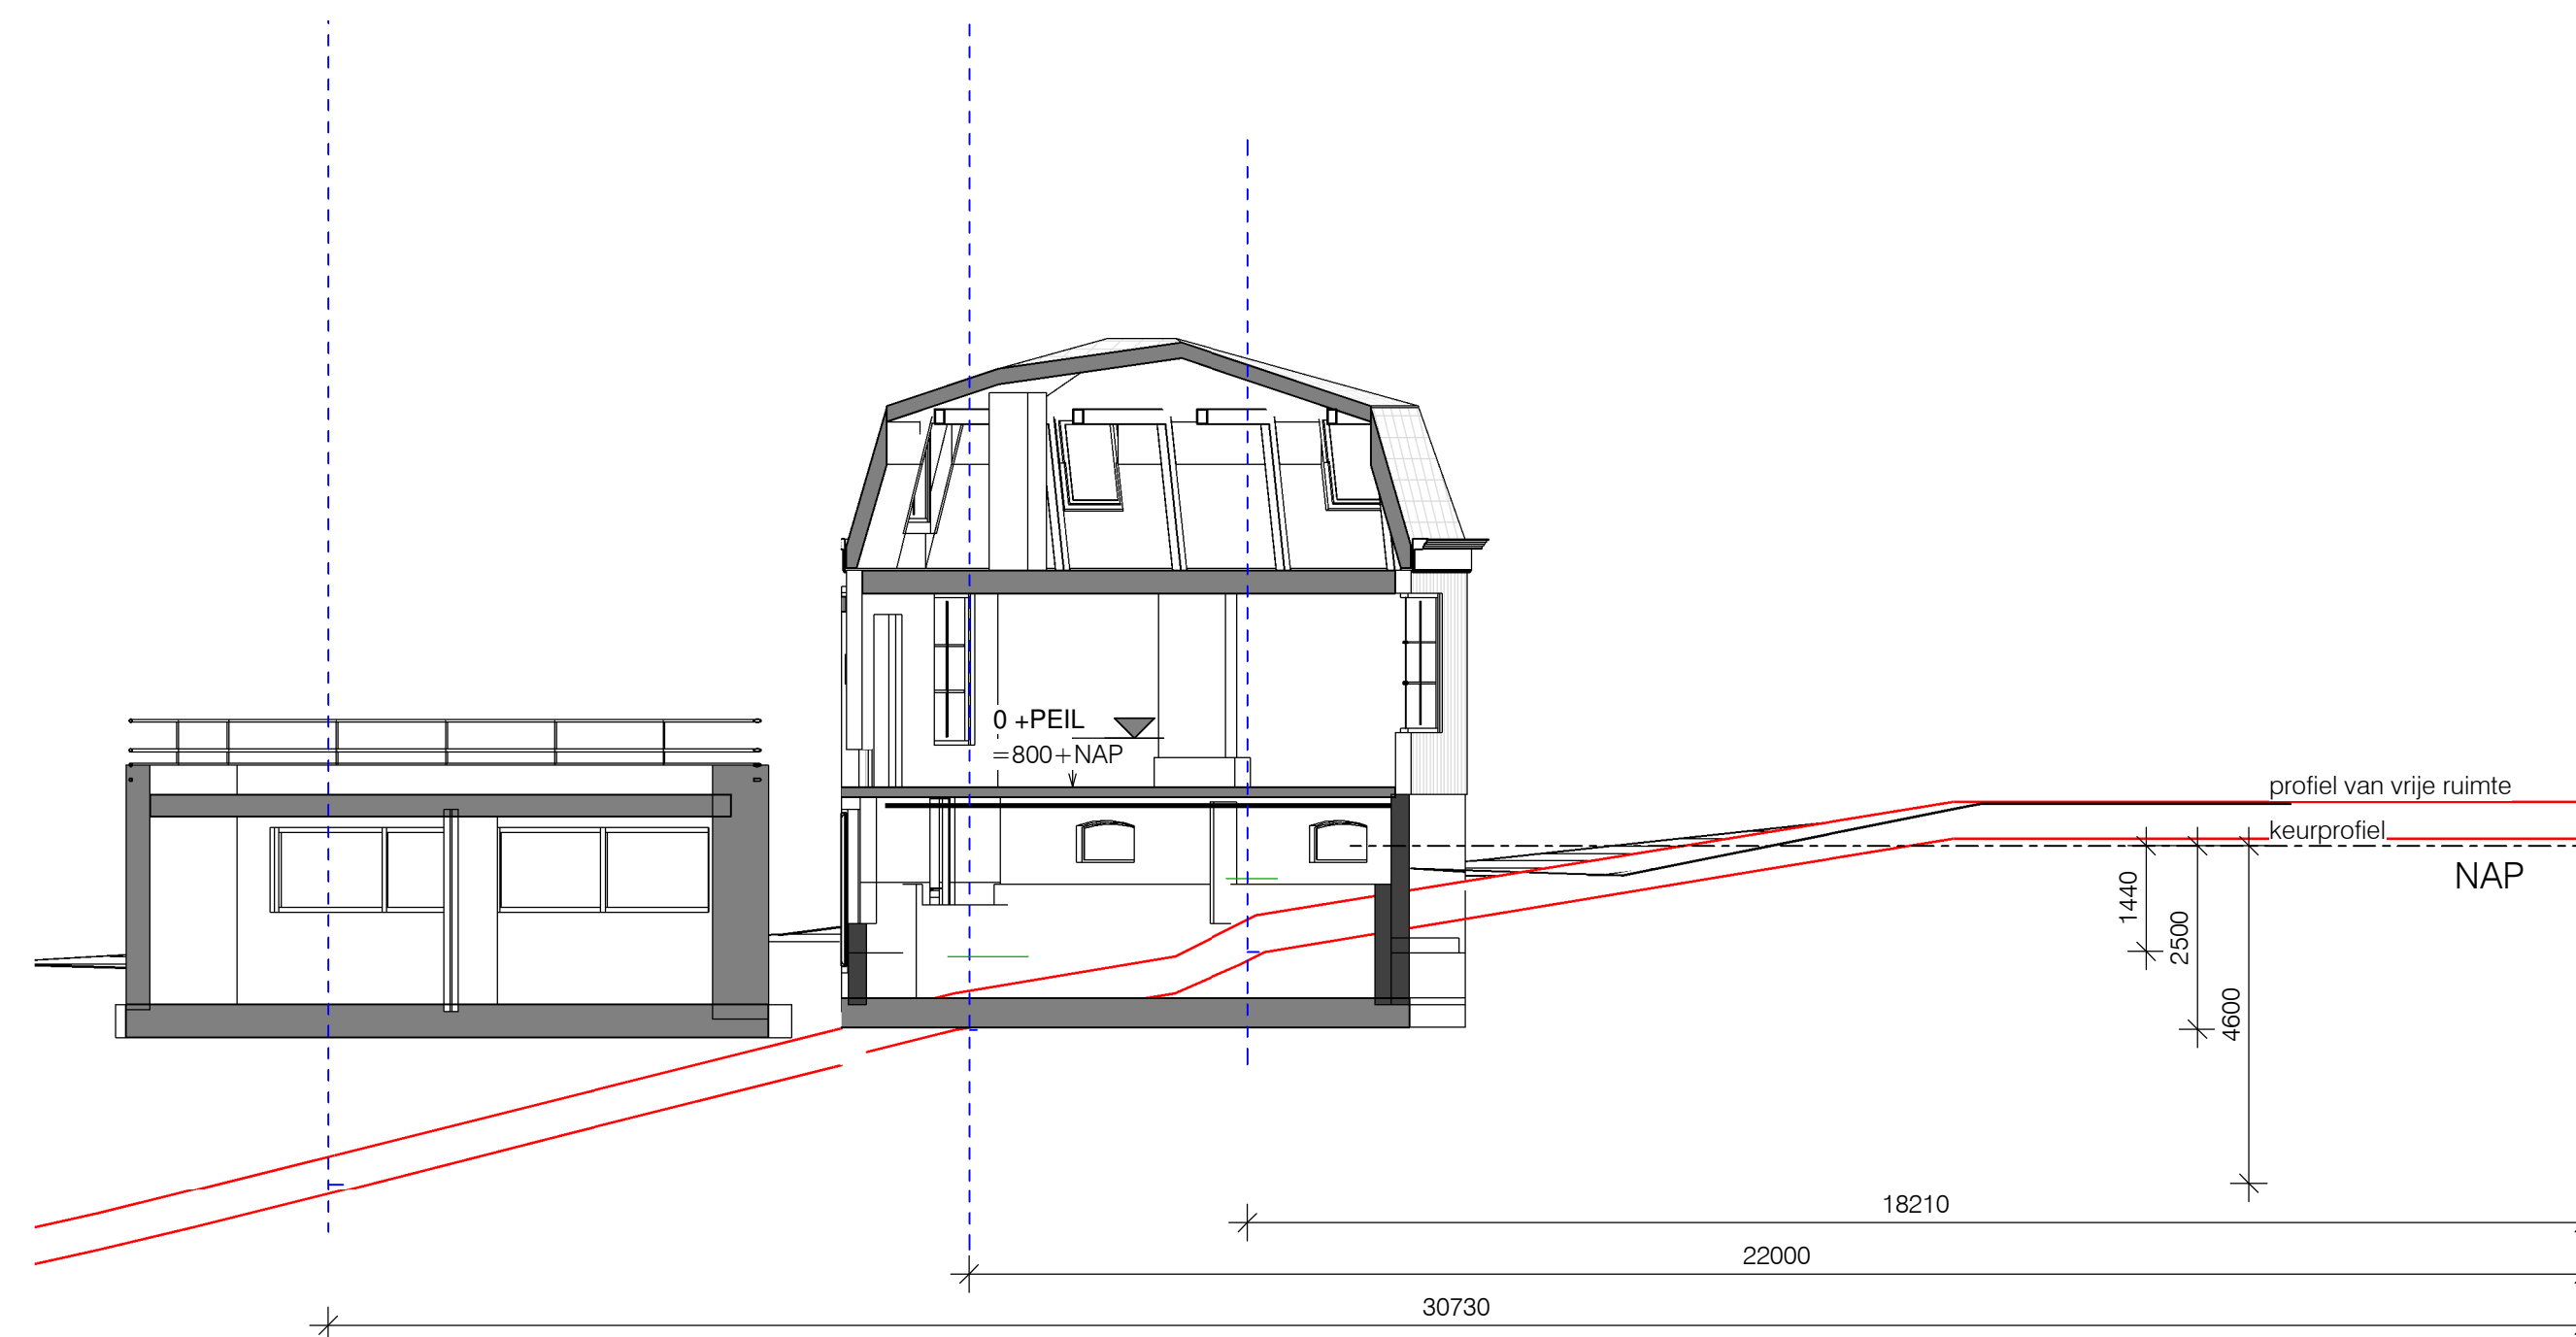 0 +PEIL
=800+NAP
profiel van vrije ruimte
keurprofiel
NAP
1440
2500
4600
18210
22000
30730